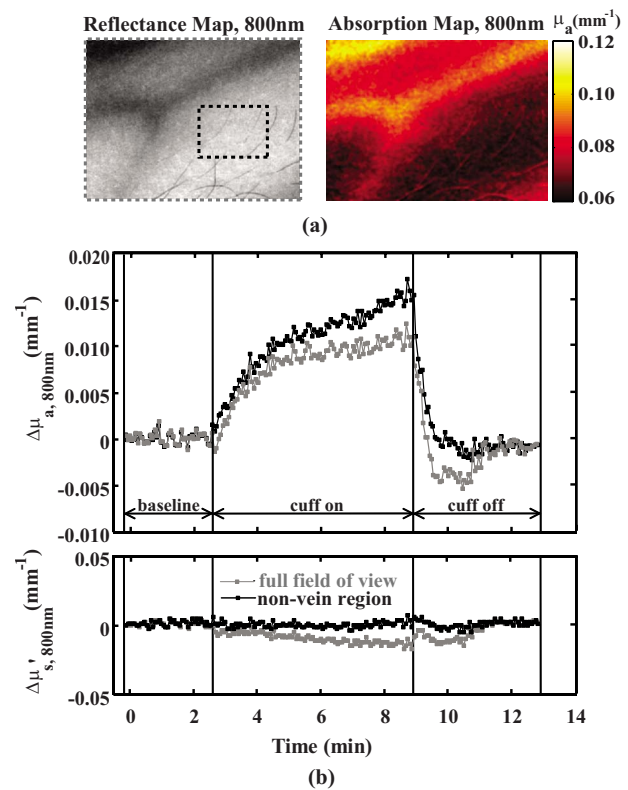 Reflectance Map, 800nm
Absorption Map, 800nm
μa(mm-1)
0.12
0.10
0.08
0.06
(a)
0.020
0.015
0.010
0.005
0
-0.005
-0.010
Δμa, 800nm(mm-1)
baseline
cuff on
cuff off
0.05
0
-0.05
Δμs', 800nm(mm-1)
full field of view
non-vein region
0 2 4 6 8 10 12 14
Time (min)
(b)